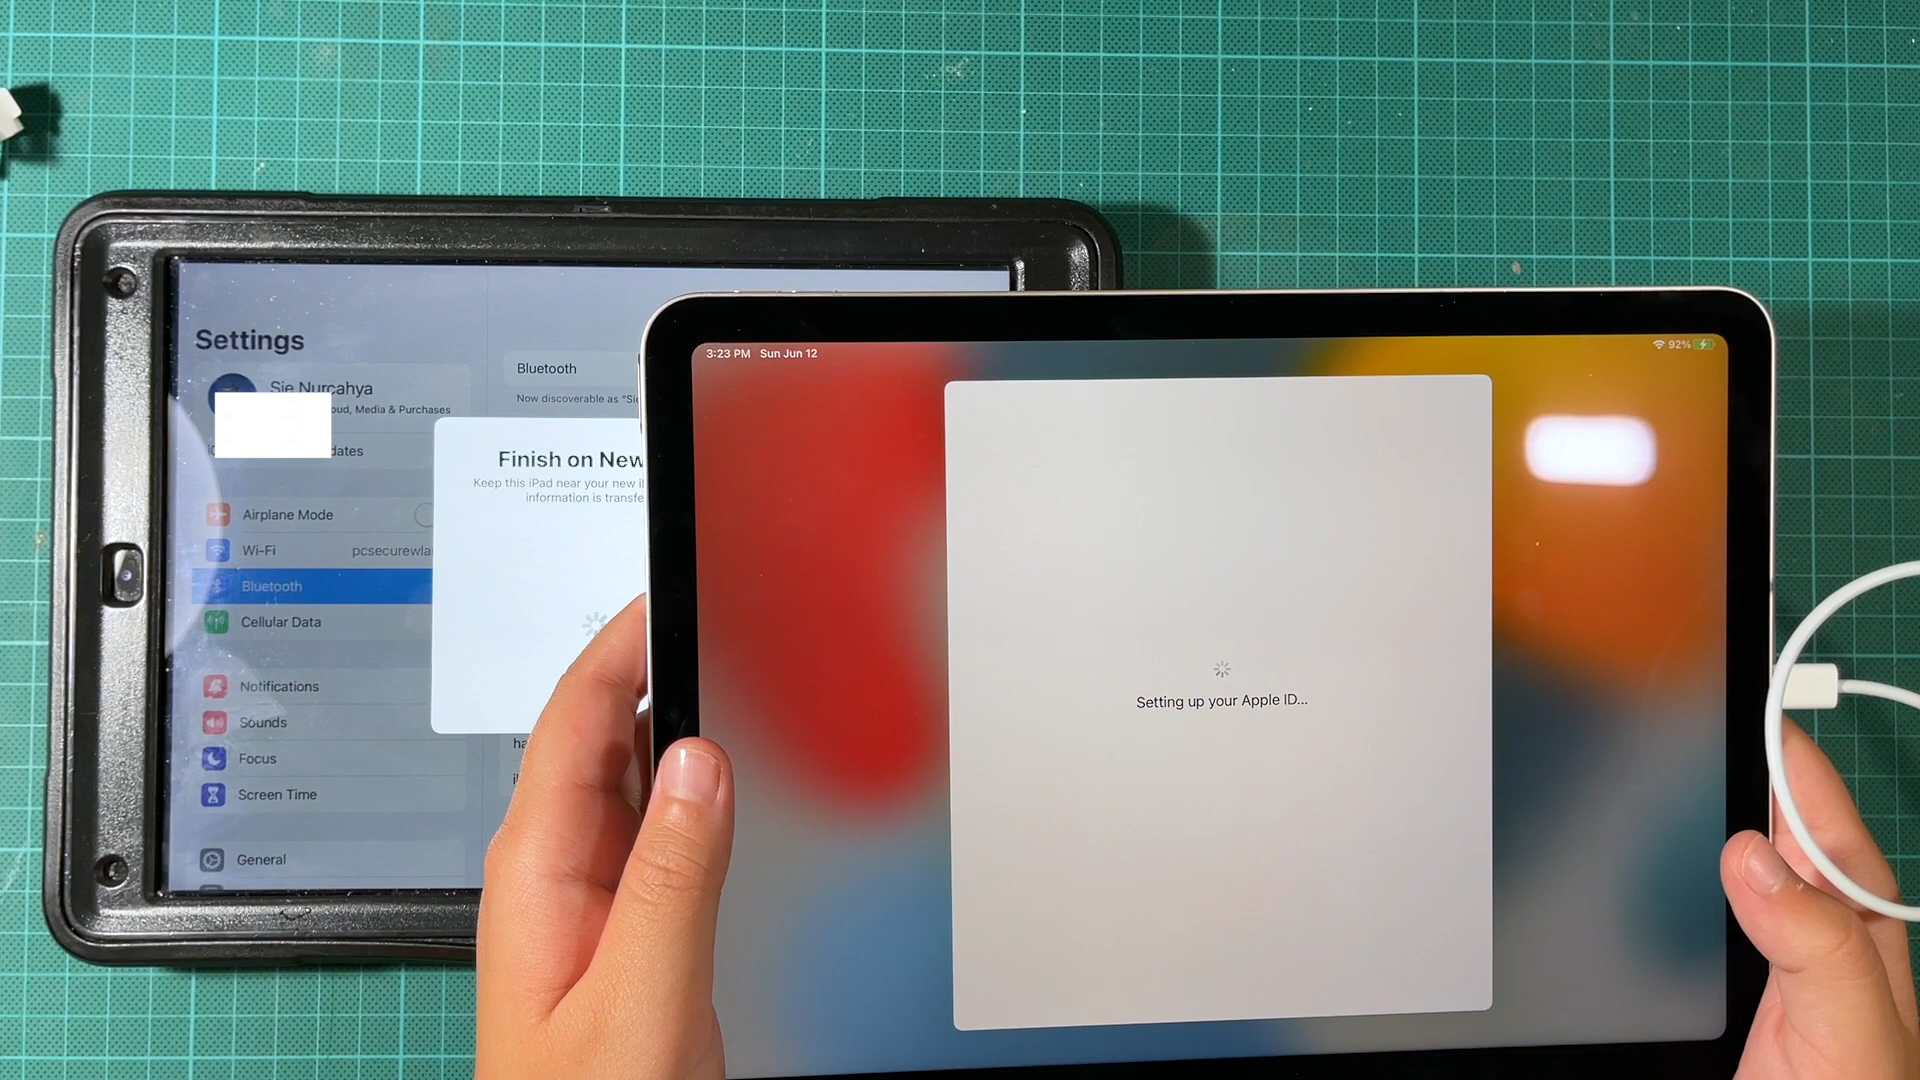 Settings
Sie Nurcahya
oud, Media & Purchases
dates
Airplane Mode
Wi-Fi
pcsecurewla
Bluetooth
Cellular Data
Notifications
Sounds
Focus
Screen Time
General
Bluetooth
Now discoverable as "Sie
Finish on New
Keep this iPad near your new
information is transfe
ha
3:23 PM Sun Jun 12
92%
Setting up your Apple ID...